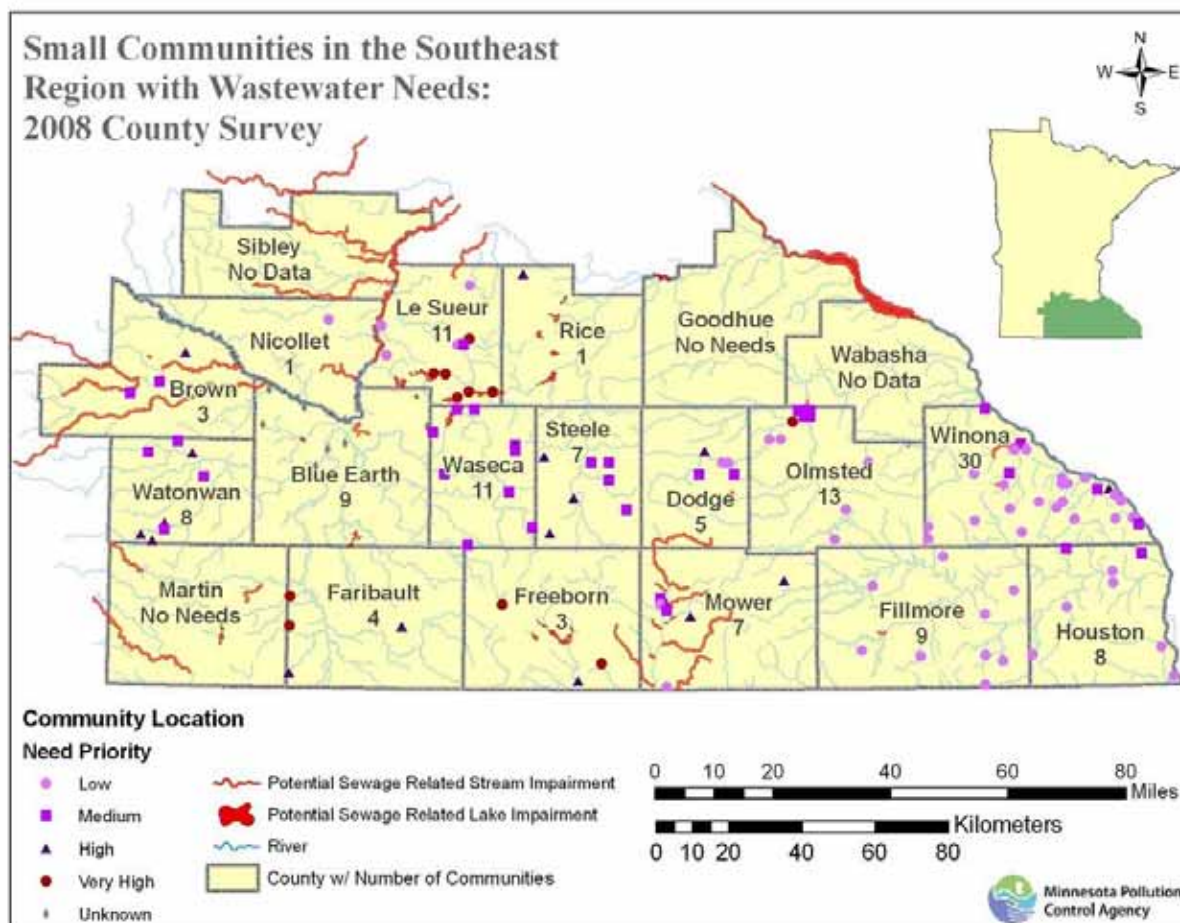 Small Communities in the Southeast
Region with Wastewater Needs:
2008 County Survey
N
W
E
S
Sibley
No Data
Nicollet
1
Le Sueur
11
Rice
1
Goodhue
No Needs
Wabasha
No Data
Brown
3
Watonwan
8
Blue Earth
9
Waseca
11
Steele
7
Dodge
5
Olmsted
13
Winona
30
Martin
No Needs
Faribault
4
Freeborn
3
Mower
7
Fillmore
9
Houston
8
Community Location
Need Priority
Low
Medium
High
Very High
Unknown
Potential Sewage Related Stream Impairment
Potential Sewage Related Lake Impairment
River
County w/ Number of Communities
0 10 20 40 60 80
Miles
Kilometers
0 10 20 40 60 80
Minnesota Pollution
Control Agency